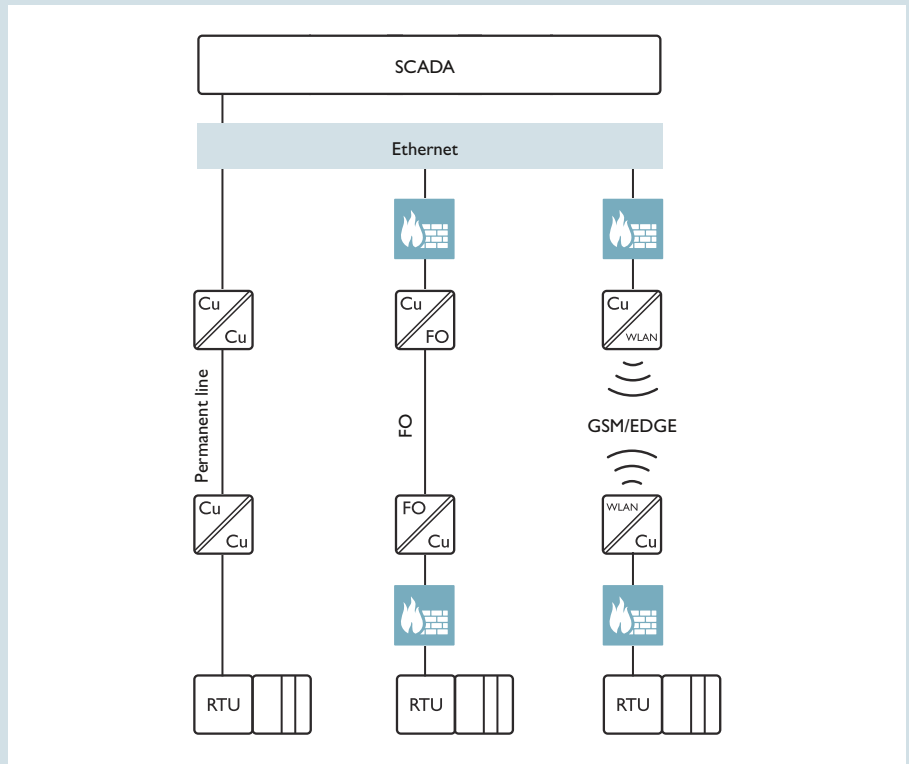 SCADA
Ethernet
Cu
Cu
Cu
FO
Cu
WLAN
Permanent line
FO
GSM/EDGE
Cu
Cu
FO
Cu
WLAN
Cu
RTU
RTU
RTU